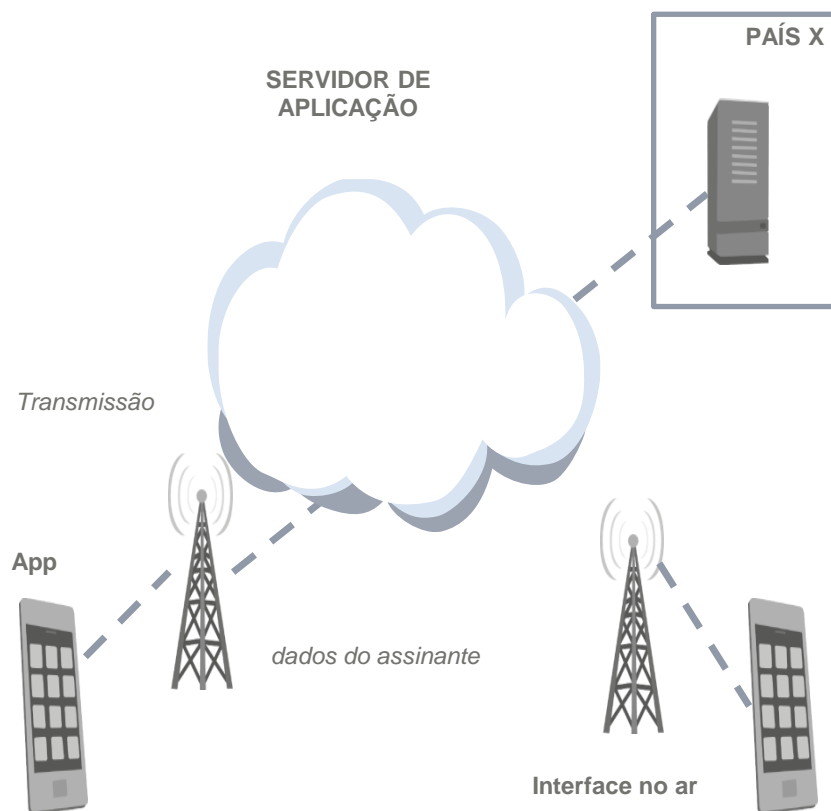 PAÍS X
SERVIDOR DE
APLICAÇÃO
Transmissão
App
dados do assinante
Interface no ar